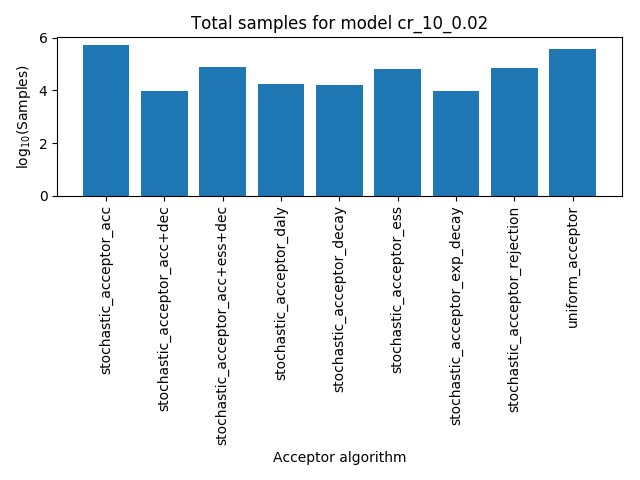 Total samples for model cr_10_0.02
log10(Samples)
6
4
2
0
stochastic_acceptor_acc
stochastic_acceptor_acc+dec
stochastic_acceptor_acc+ess+dec
stochastic_acceptor_daly
stochastic_acceptor_decay
stochastic_acceptor_ess
stochastic_acceptor_exp_decay
stochastic_acceptor_rejection
uniform_acceptor
Acceptor algorithm